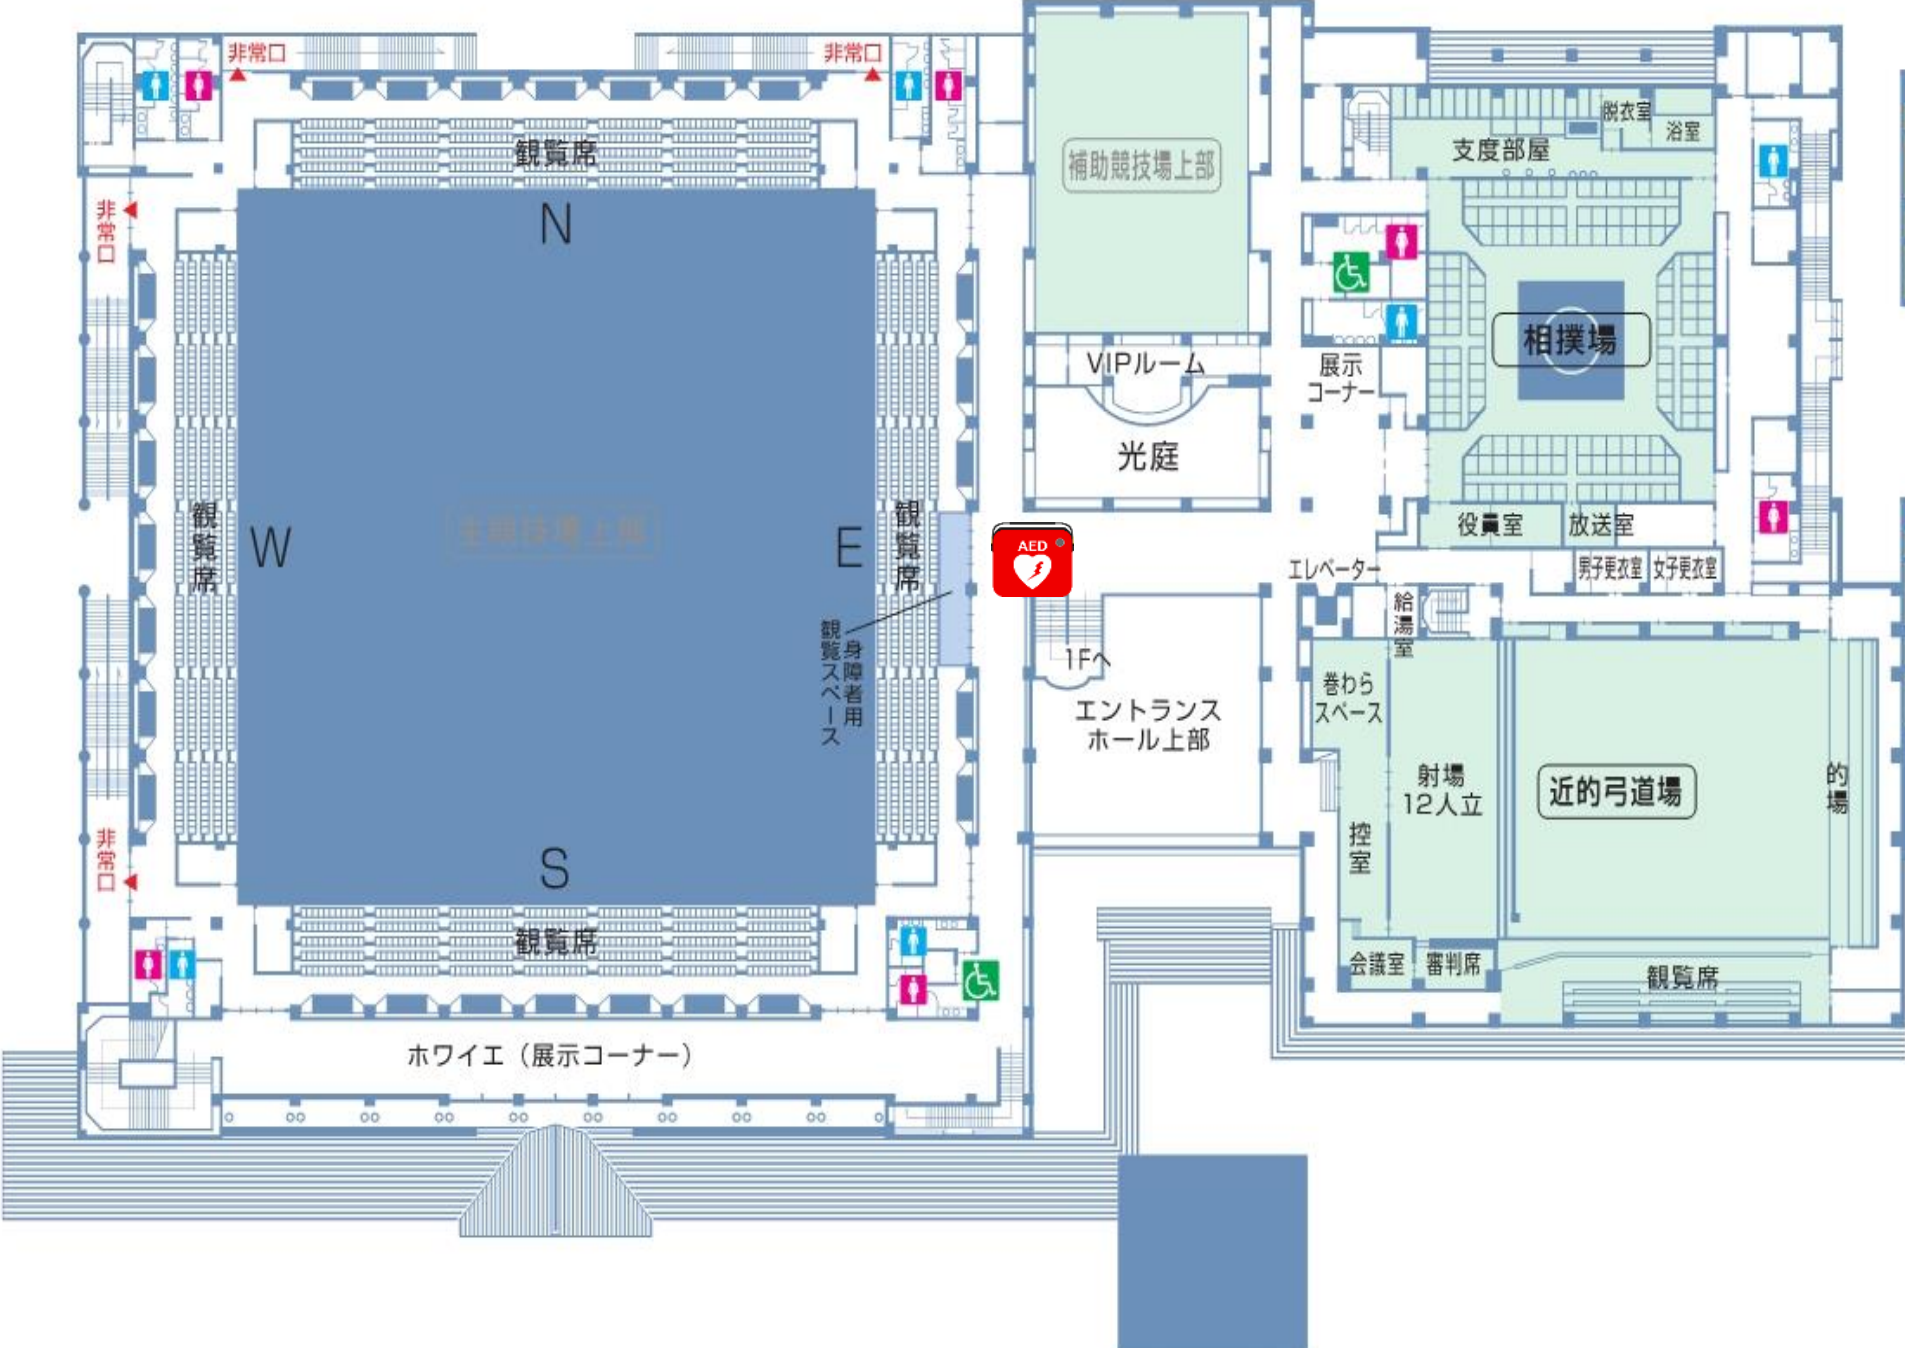 非常口
非常口
観覧席
補助競技場上部
脱衣室
浴室
支度部屋
非常口
N
相撲場
VIPルーム
展示
コーナー
光庭
観覧席
W
E
観覧席
AED
役員室
放送室
エレベーター
男子更衣室
女子更衣室
給湯室
身障者用
観覧スペース
1Fへ
エントランス
ホール上部
巻わら
スペース
射場
12人立
近的弓道場
的場
控室
非常口
S
観覧席
会議室
審判席
観覧席
ホワイエ（展示コーナー）